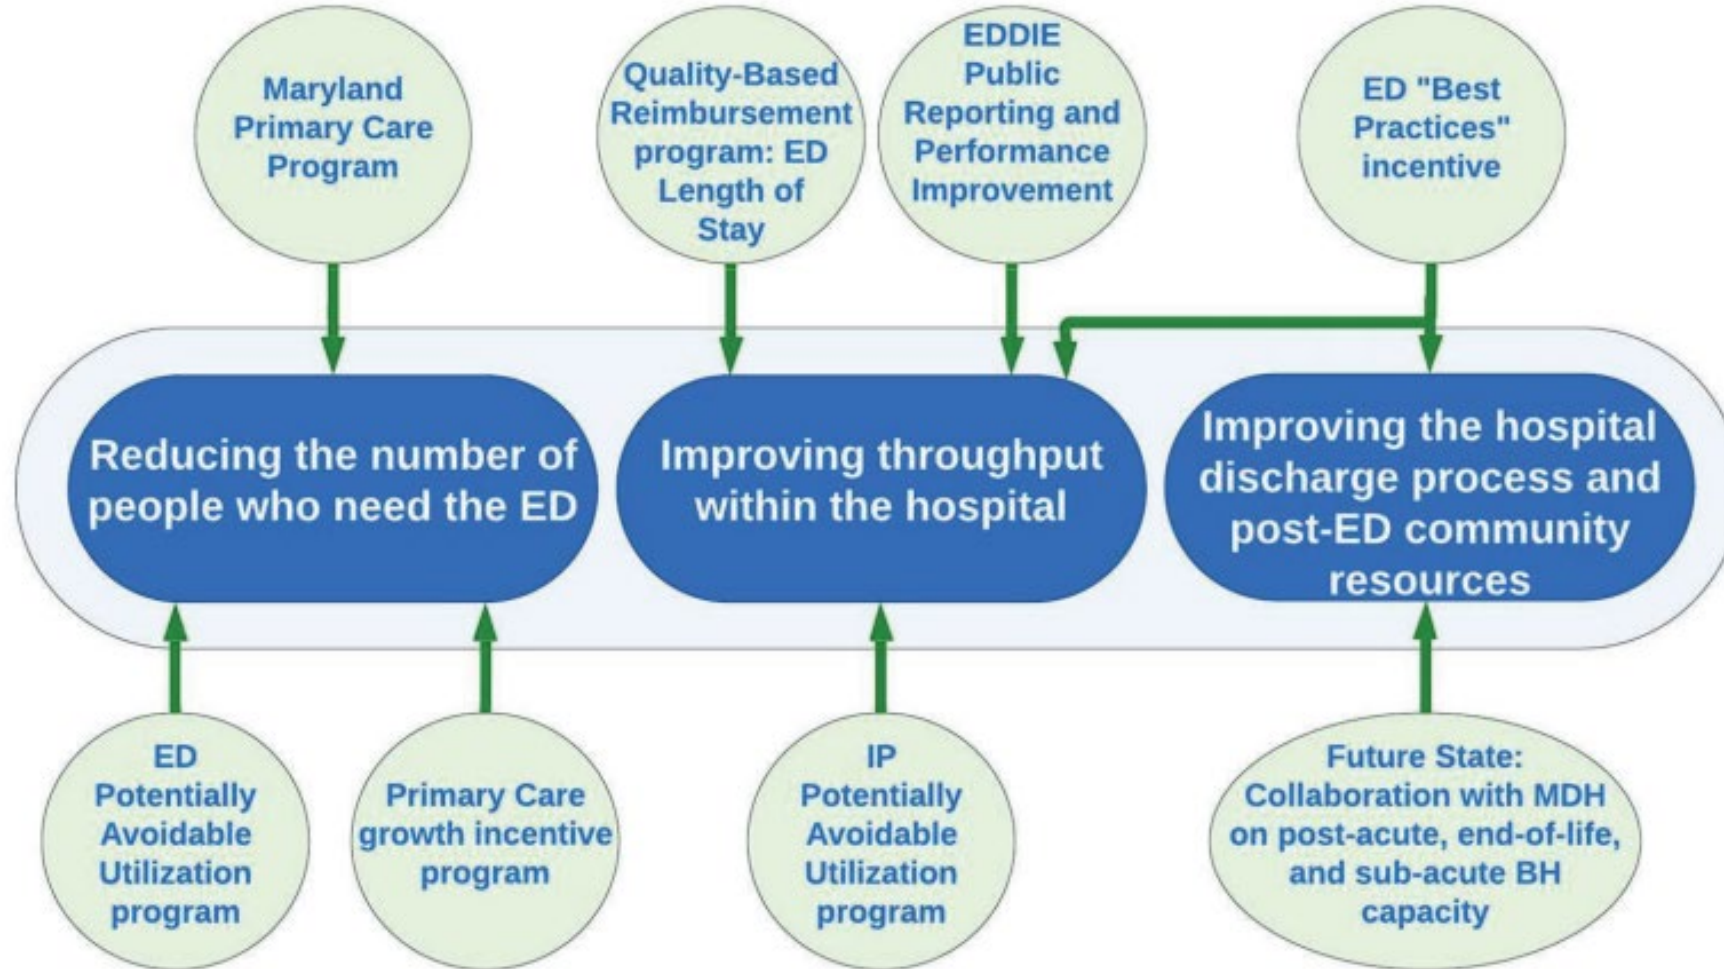 Maryland
Primary Care
Program
Quality-Based
Reimbursement
program: ED
Length of
Stay
EDDIE
Public
Reporting and
Performance
Improvement
ED "Best
Practices"
incentive
Reducing the number of
people who need the ED
Improving throughput
within the hospital
Improving the hospital
discharge process and
post-ED community
resources
ED
Potentially
Avoidable
Utilization
program
Primary Care
growth incentive
program
IP
Potentially
Avoidable
Utilization
program
Future State:
Collaboration with MDH
on post-acute, end-of-life,
and sub-acute BH
capacity